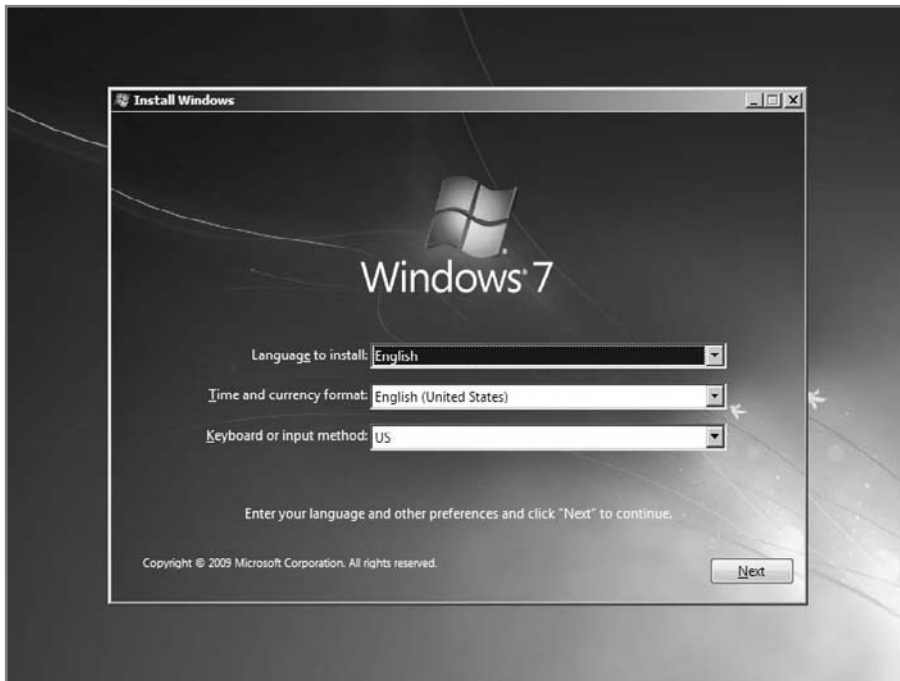 Install Windows
Windows® 7
Language to install: English
Time and currency format: English (United States)
Keyboard or input method: US
Enter your language and other preferences and click "Next" to continue.
Copyright © 2009 Microsoft Corporation. All rights reserved.
Next